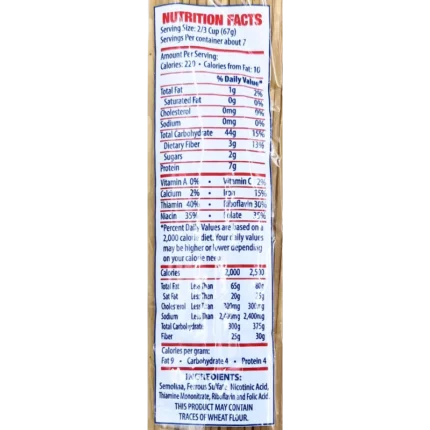 NUTRITION FACTS
Serving Size: 2/3 Cup (67g)
Servings Per container about 7
Amount Per Serving:
Calories: 220 • Calories from Fat: 10
% Daily Value*
Total Fat 1g 2%
Saturated Fat 0g 0%
Cholesterol 0mg 0%
Sodium 0mg 0%
Total Carbohydrate 44g 15%
Dietary Fiber 3g 13%
Sugars 2g
Protein 7g
Vitamin A 0% • Vitamin C 2%
Calcium 2% • Iron 15%
Thiamin 40% • Riboflavin 30%
Niacin 35% • Folate
*Percent Daily Values are based on a
2,000 calorie diet. Your daily values
may be higher or lower depending
on your calorie
Calories 2,000 2,500
Total Fat Less Than 65g 80g
Sat Fat Less Than 20g
Cholesterol Less Than 300mg 300mg
Sodium Less Than 2,400mg 2,400mg
Total Carbohydrate 300g 375g
Fiber 25g 30g
Calories per gram:
Fat 9 • Carbohydrate 4 • Protein 4
INGREDIENTS:
Semolina, Ferrous Sulfate, Nicotinic Acid,
Thiamine Mononitrate, Riboflavin and Folic Acid.
THIS PRODUCT MAY CONTAIN
TRACES OF WHEAT FLOUR.